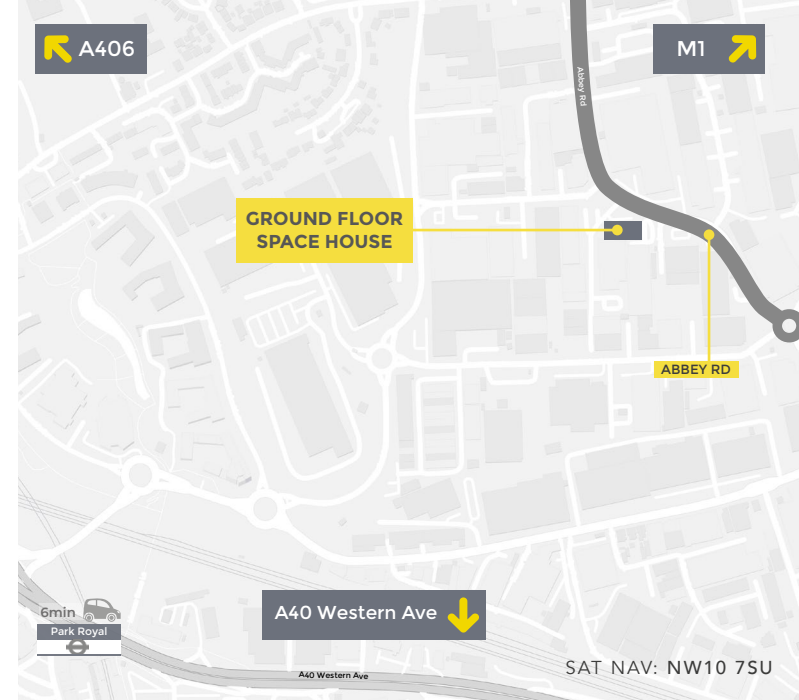 A406
M1
Abbey Rd
GROUND FLOOR
SPACE HOUSE
ABBEY RD
6min
Park Royal
A40 Western Ave
A40 Western Ave
SAT NAV: NW10 7SU